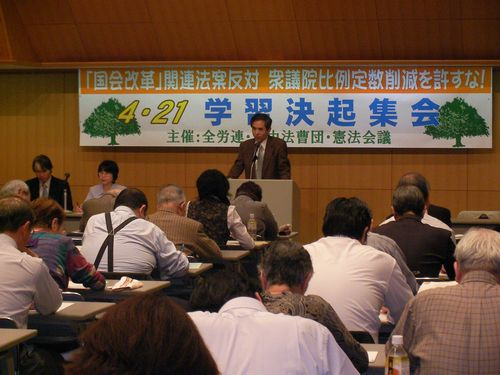 「国会改革」関連法案反対 衆議院比例定数削減を許すな!
4・21 学習決起集会
主催:全労連・ 法曹団・憲法会議